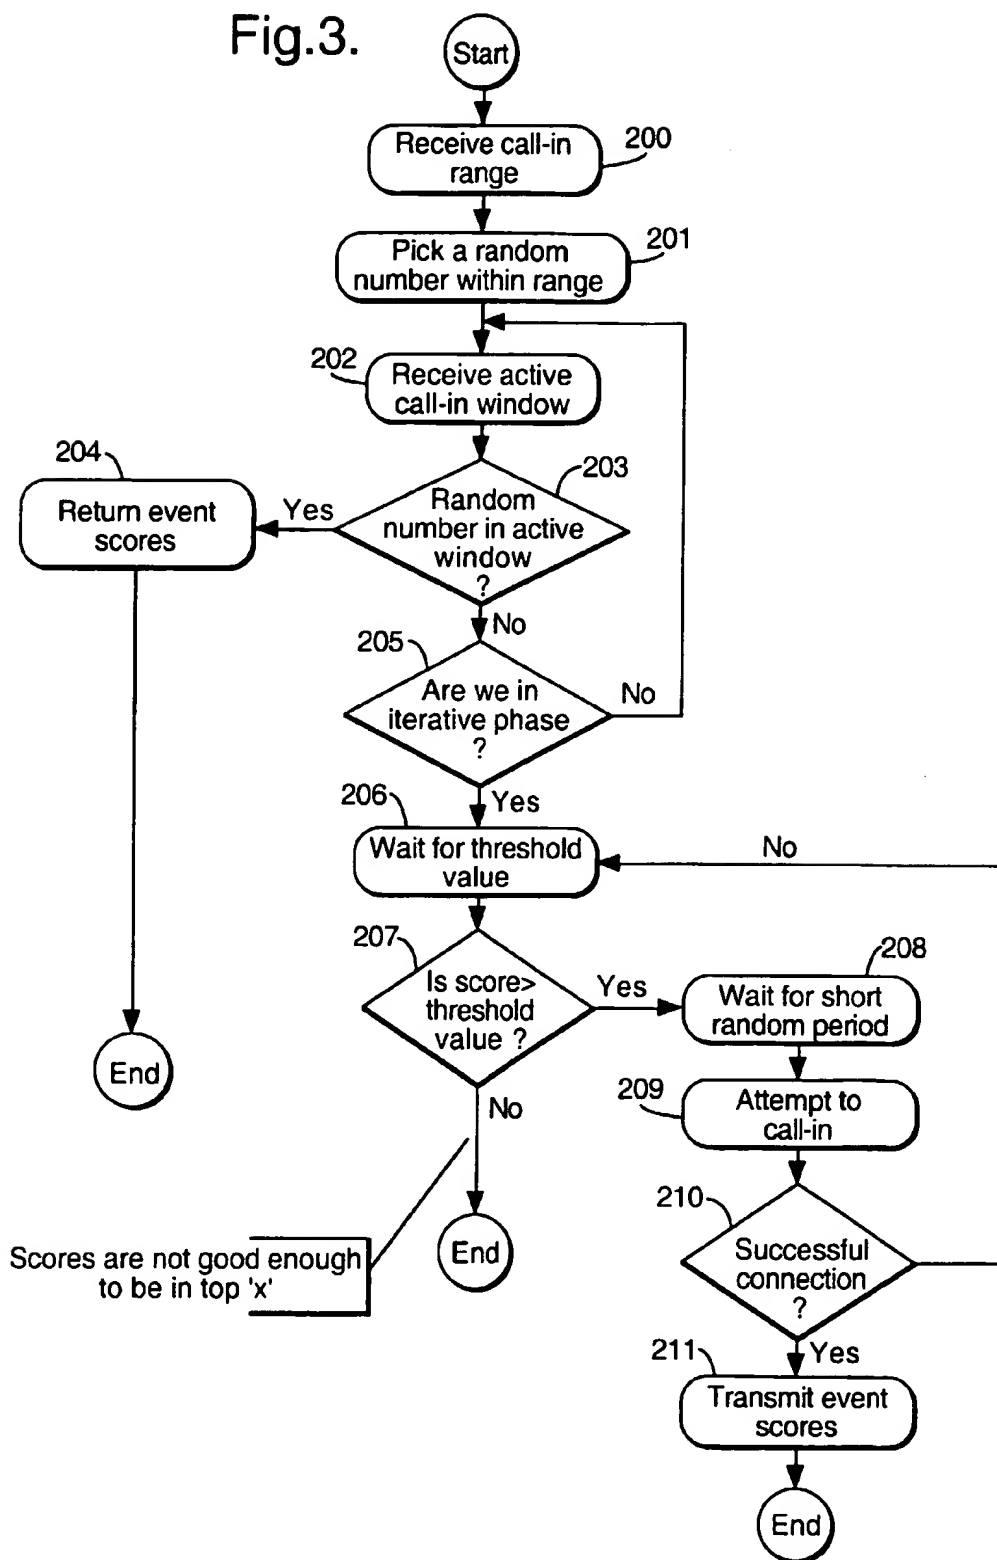 Fig.3.
Start
Receive call-in
range
200
Pick a random
number within range
201
202
Receive active
call-in window
203
Random
number in active
window
?
Yes
204
Return event
scores
End
No
205
Are we in
iterative phase
?
No
Yes
206
Wait for threshold
value
No
207
Is score>
threshold
value ?
Yes
208
Wait for short
random period
No
End
Scores are not good enough
to be in top 'x'
209
Attempt to
call-in
210
Successful
connection
?
Yes
211
Transmit event
scores
End